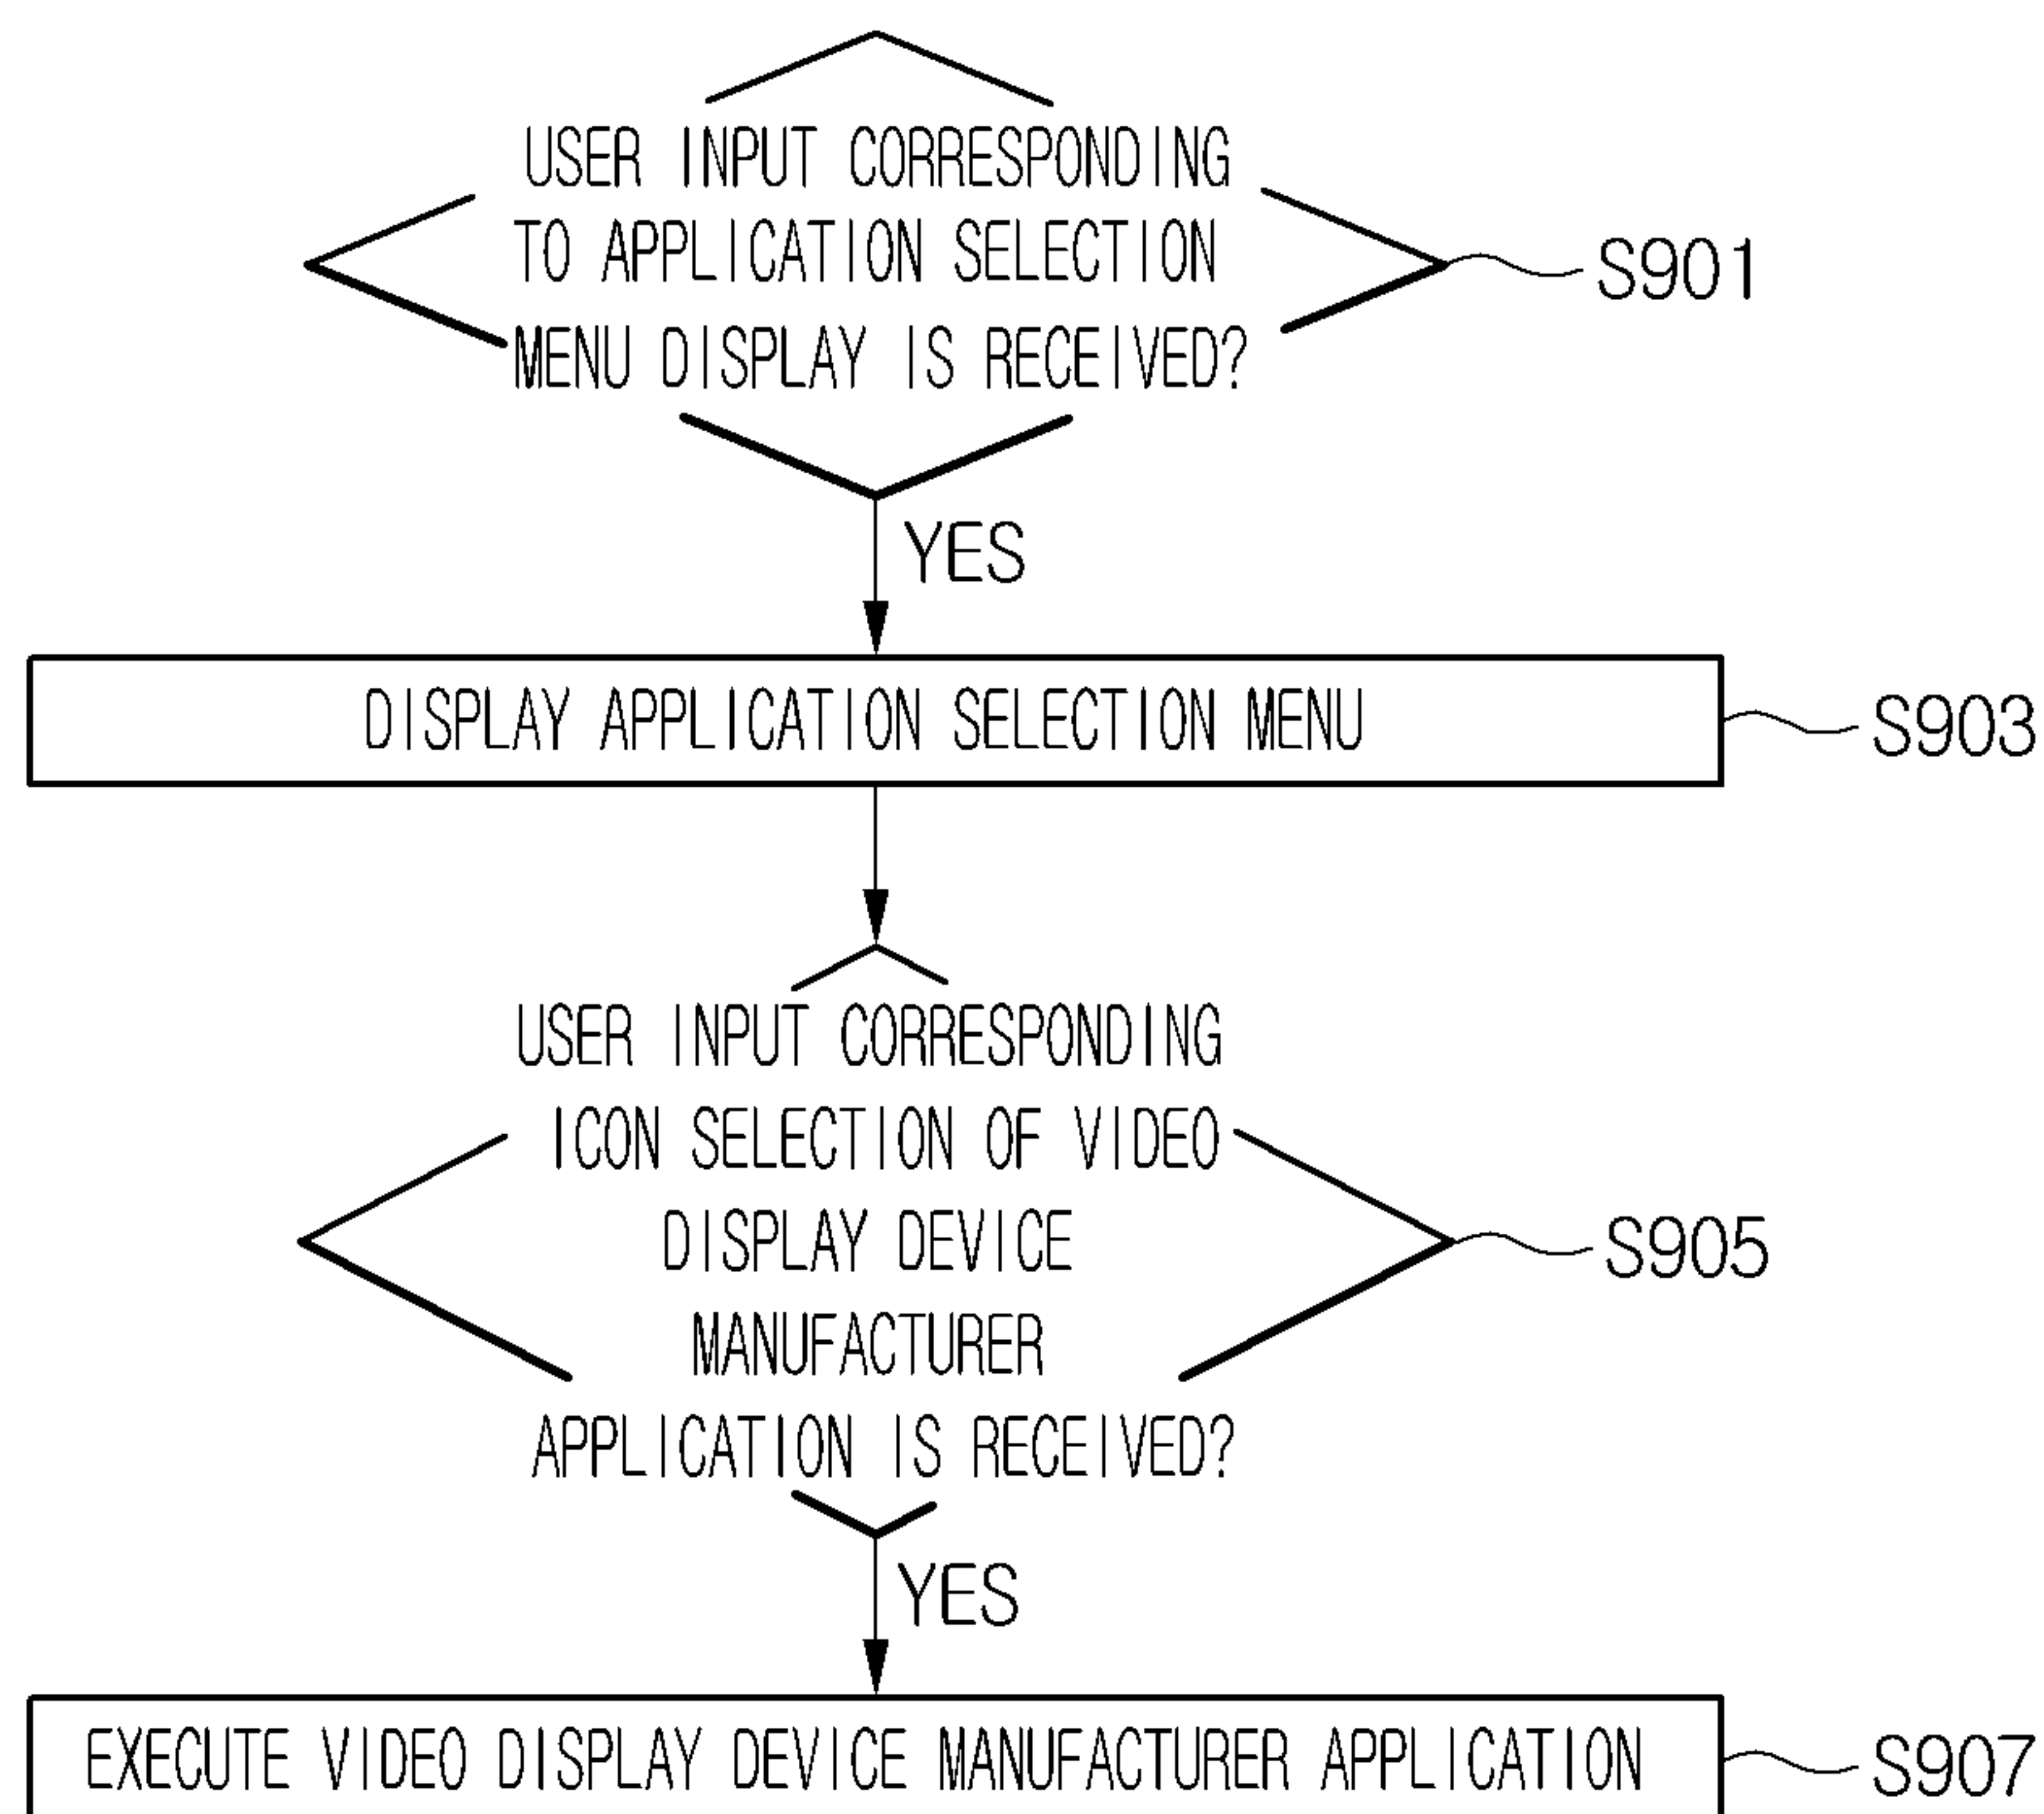 USER INPUT CORRESPONDING
TO APPLICATION SELECTION
MENU DISPLAY IS RECEIVED?
S901
YES
DISPLAY APPLICATION SELECTION MENU
S903
USER INPUT CORRESPONDING
ICON SELECTION OF VIDEO
DISPLAY DEVICE
MANUFACTURER
APPLICATION IS RECEIVED?
S905
YES
EXECUTE VIDEO DISPLAY DEVICE MANUFACTURER APPLICATION
S907